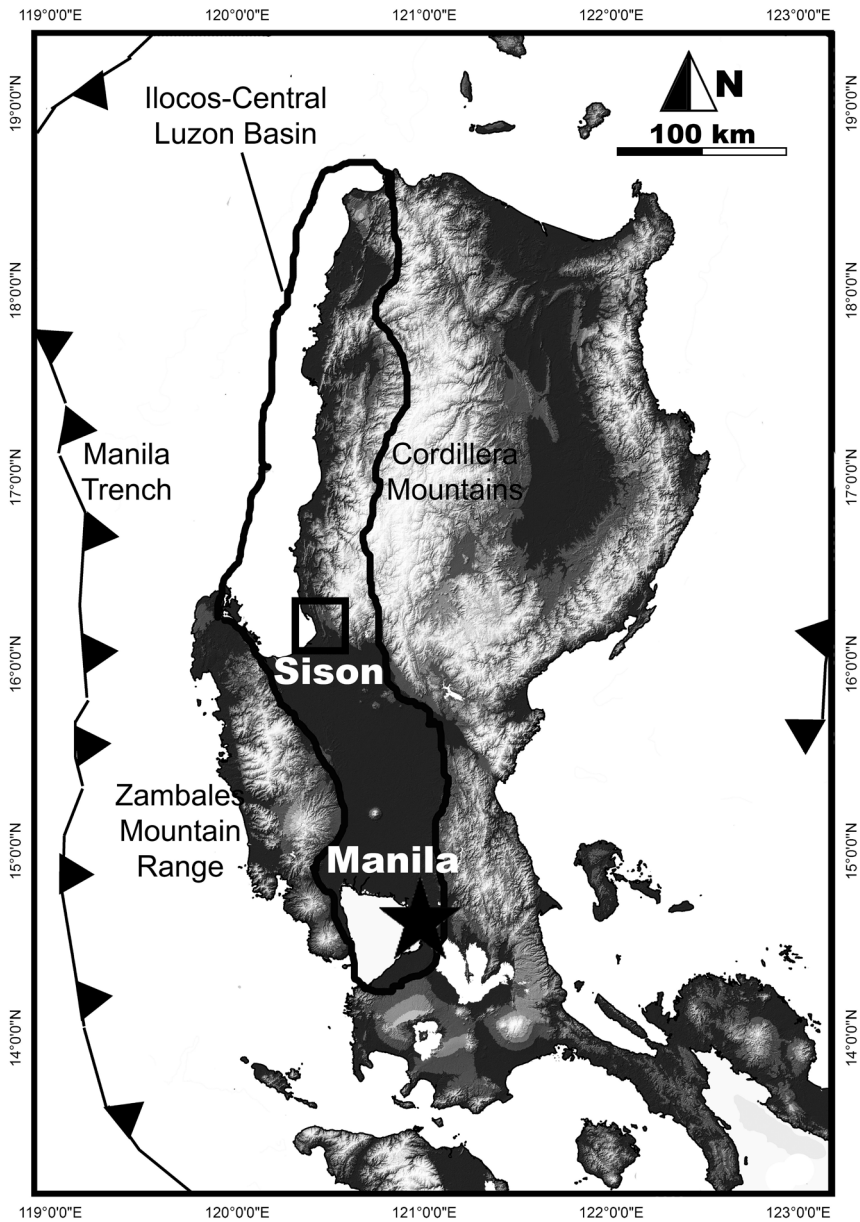 119°0'0"E 120°0'0"E 121°0'0"E 122°0'0"E 123°0'0"E
N
100 km
Ilocos-Central
Luzon Basin
19°0'0"N 19°0'0"N
18°0'0"N 18°0'0"N
Manila
Trench
Cordillera
Mountains
17°0'0"N 17°0'0"N
16°0'0"N 16°0'0"N
Sison
Zambales
Mountain
Range
15°0'0"N 15°0'0"N
Manila
14°0'0"N 14°0'0"N
119°0'0"E 120°0'0"E 121°0'0"E 122°0'0"E 123°0'0"E